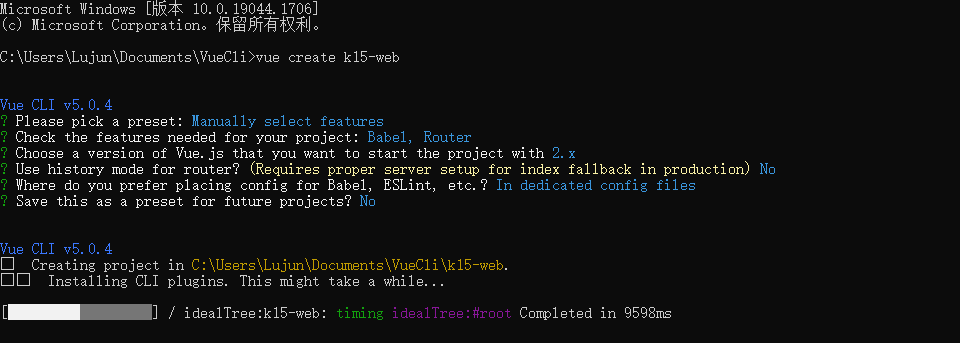 Microsoft Windows [版本 10.0.19044.1706]
(c) Microsoft Corporation。保留所有权利。
C:\Users\Lujun\Documents\VueCli>vue create k15-web
Vue CLI v5.0.4
? Please pick a preset: Manually select features
? Check the features needed for your project: Babel, Router
? Choose a version of Vue.js that you want to start the project with 2.x
? Use history mode for router? (Requires proper server setup for index fallback in production) No
? Where do you prefer placing config for Babel, ESLint, etc.? In dedicated config files
? Save this as a preset for future projects? No
Vue CLI v5.0.4
Creating project in C:\Users\Lujun\Documents\VueCli\k15-web.
Installing CLI plugins. This might take a while...
[] / idealTree:k15-web: timing idealTree:#root Completed in 9598ms